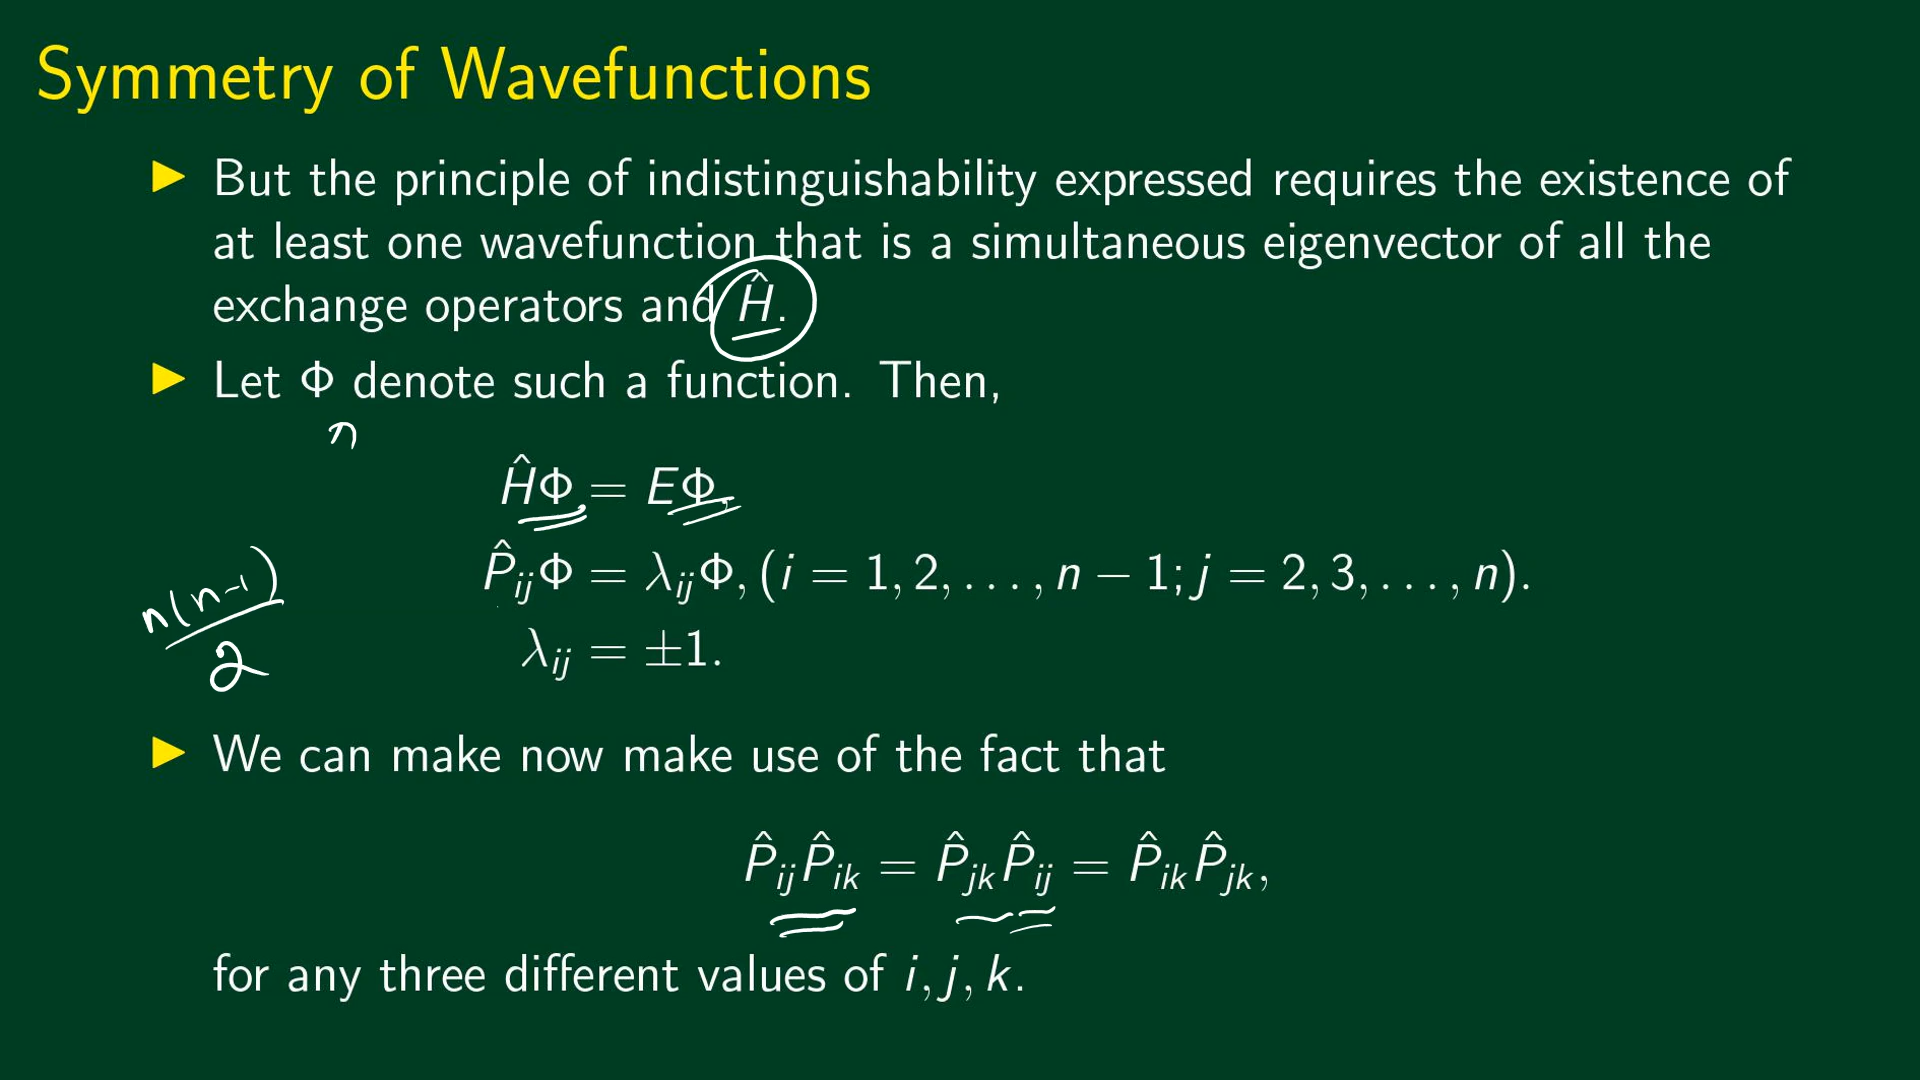 Symmetry of Wavefunctions
▶ But the principle of indistinguishability expressed requires the existence of
at least one wavefunction that is a simultaneous eigenvector of all the
exchange operators and Ĥ.
▶ Let Φ denote such a function. Then,
n
ĤΦ = EΦ,
P̂ᵢⱼΦ = λᵢⱼΦ, (i = 1, 2, . . . , n − 1; j = 2, 3, . . . , n).
n(n-1)
2
λᵢⱼ = ±1.
▶ We can make now make use of the fact that
P̂ᵢⱼP̂ᵢₖ = P̂ⱼₖP̂ᵢⱼ = P̂ᵢₖP̂ⱼₖ,
for any three different values of i, j, k.